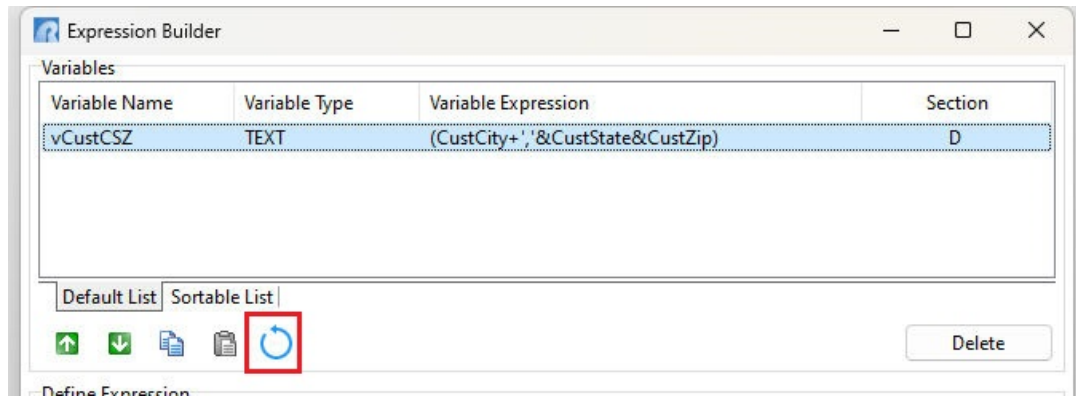 Expression Builder
Variables
Variable Name Variable Type Variable Expression Section
vCustCSZ TEXT (CustCity+','&CustState&CustZip) D
Default List Sortable List
Delete
Define Expression